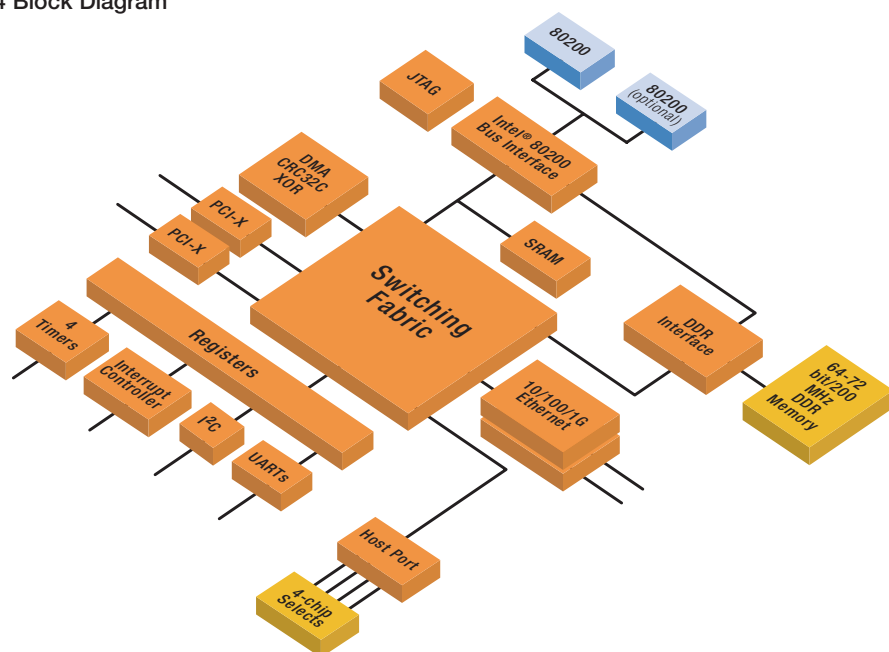 4 Block Diagram
80200
80200
(optional)
JTAG
Intel® 80200
Bus Interface
DMA
CRC32C
XOR
PCI-X
PCI-X
SRAM
Switching
Fabric
DDR
Interface
64-72
bit/200
MHz
DDR
Memory
4
Timers
Registers
Interrupt
Controller
I²C
UARTs
10/100/1G
Ethernet
Host Port
4-chip
Selects